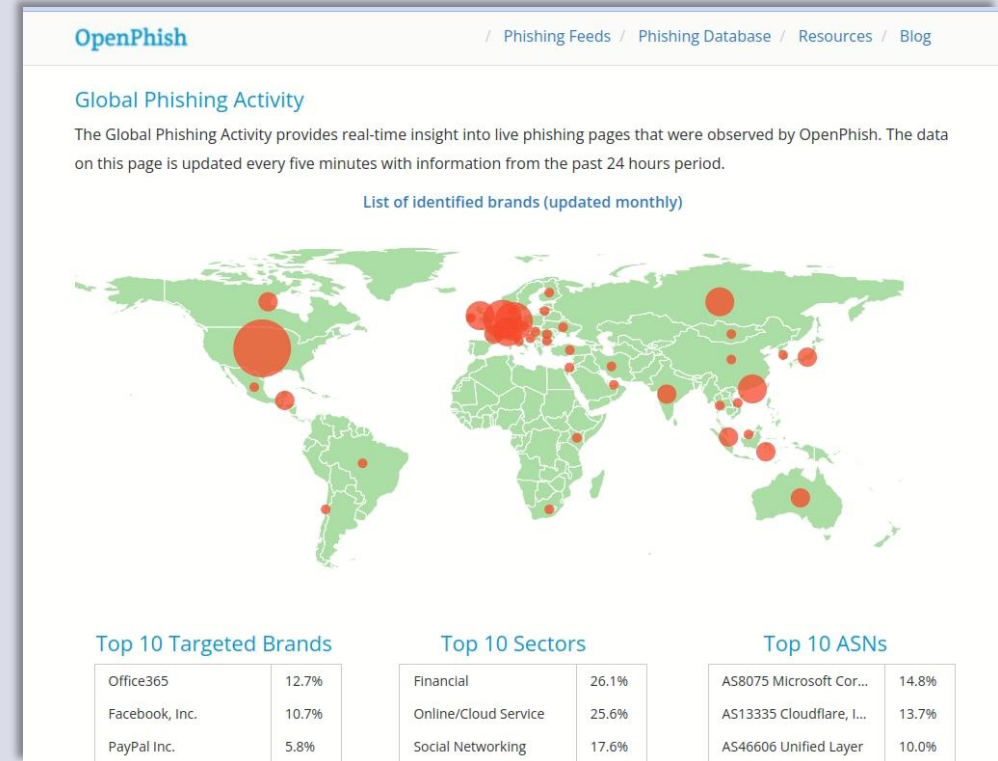 OpenPhish
/ Phishing Feeds / Phishing Database / Resources / Blog
Global Phishing Activity
The Global Phishing Activity provides real-time insight into live phishing pages that were observed by OpenPhish. The data
on this page is updated every five minutes with information from the past 24 hours period.
List of identified brands (updated monthly)
Top 10 Targeted Brands
Office365 12.7%
Facebook, Inc. 10.7%
PayPal Inc. 5.8%
Top 10 Sectors
Financial 26.1%
Online/Cloud Service 25.6%
Social Networking 17.6%
Top 10 ASNs
AS8075 Microsoft Cor... 14.8%
AS13335 Cloudflare, I... 13.7%
AS46606 Unified Layer 10.0%